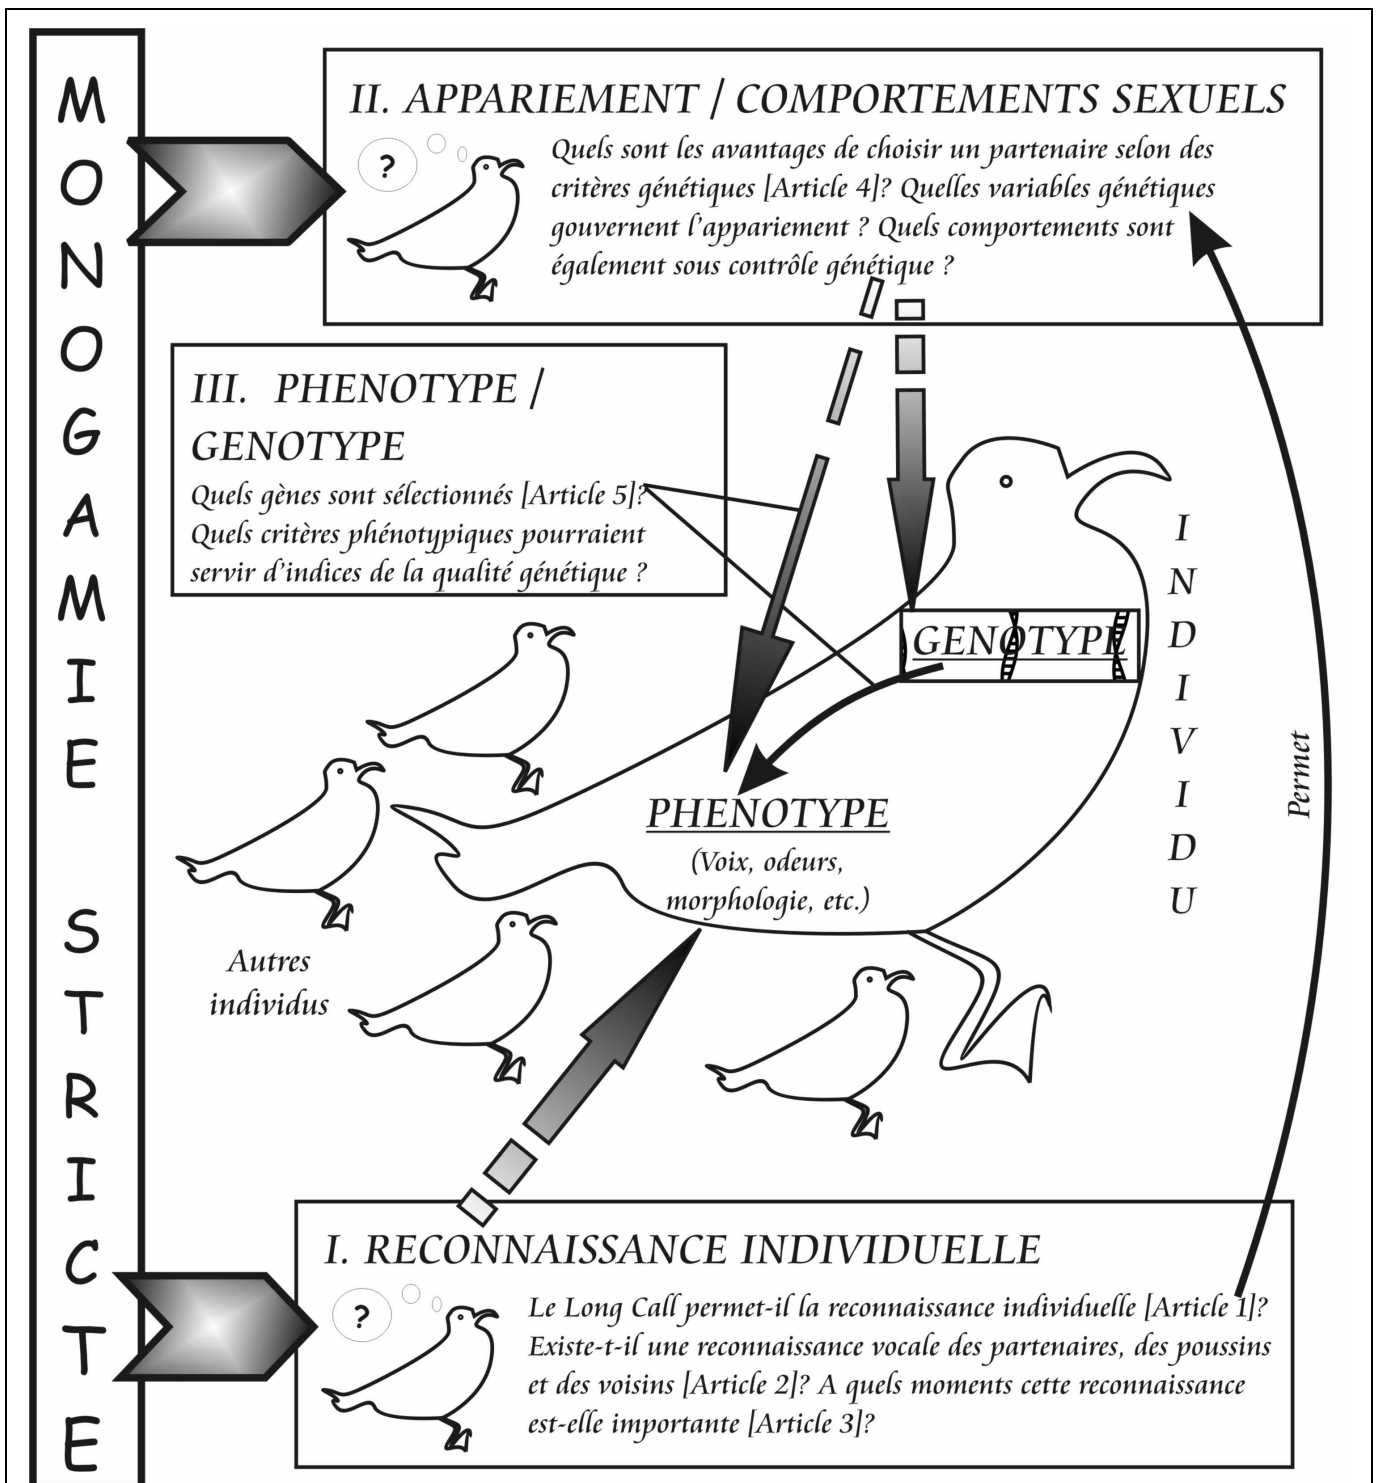 MONOGAMIE STRICTE
II. APPARIEMENT / COMPORTEMENTS SEXUELS
?
Quels sont les avantages de choisir un partenaire selon des
critères génétiques [Article 4]? Quelles variables génétiques
gouvernent l'appariement ? Quels comportements sont
également sous contrôle génétique ?
III. PHENOTYPE /
GENOTYPE
Quels gènes sont sélectionnés [Article 5]?
Quels critères phénotypiques pourraient
servir d'indices de la qualité génétique ?
INDIVIDU
GENOTYPE
Permet
PHENOTYPE
(Voix, odeurs,
morphologie, etc.)
Autres
individus
I. RECONNAISSANCE INDIVIDUELLE
?
Le Long Call permet-il la reconnaissance individuelle [Article 1]?
Existe-t-il une reconnaissance vocale des partenaires, des poussins
et des voisins [Article 2]? A quels moments cette reconnaissance
est-elle importante [Article 3]?